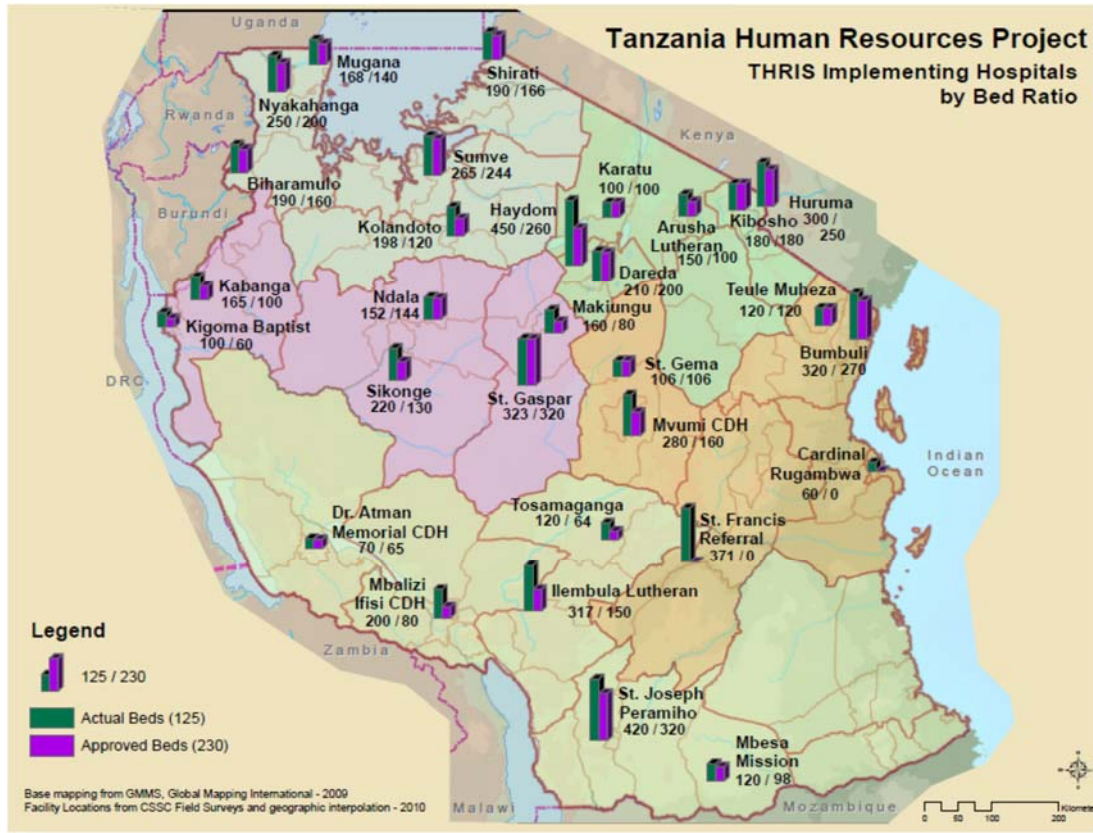 Tanzania Human Resources Project
THRIS Implementing Hospitals
by Bed Ratio
Uganda
Mugana
168 / 140
Shirati
190 / 166
Nyakahanga
250 / 200
Rwanda
Kenya
Sumve
265 / 244
Biharamulo
190 / 160
Burundi
Karatu
100 / 100
Haydom
450 / 260
Kolandoto
198 / 120
Arusha
Lutheran
150 / 100
Kibosho
180 / 180
Huruma
300 /
250
Dareda
210 / 200
Kabanga
165 / 100
Ndala
152 / 144
Makiungu
160 / 80
Teule Muheza
120 / 120
Kigoma Baptist
100 / 60
Bumbuli
320 / 270
DRC
St. Gema
106 / 106
Sikonge
220 / 130
St. Gaspar
323 / 320
Mvumi CDH
280 / 160
Cardinal
Rugambwa
60 / 0
Indian
Ocean
Dr. Atman
Memorial CDH
70 / 65
Tosamaganga
120 / 64
St. Francis
Referral
371 / 0
Mbalizi
Ifisi CDH
200 / 80
Ilembula Lutheran
317 / 150
Zambia
St. Joseph
Peramiho
420 / 320
Mbesa
Mission
120 / 98
Malawi
Mozambique
Legend
125 / 230
Actual Beds (125)
Approved Beds (230)
Base mapping from GMMS, Global Mapping International - 2009
Facility Locations from CSSC Field Surveys and geographic interpolation - 2010
Kilome
0 50 100 200